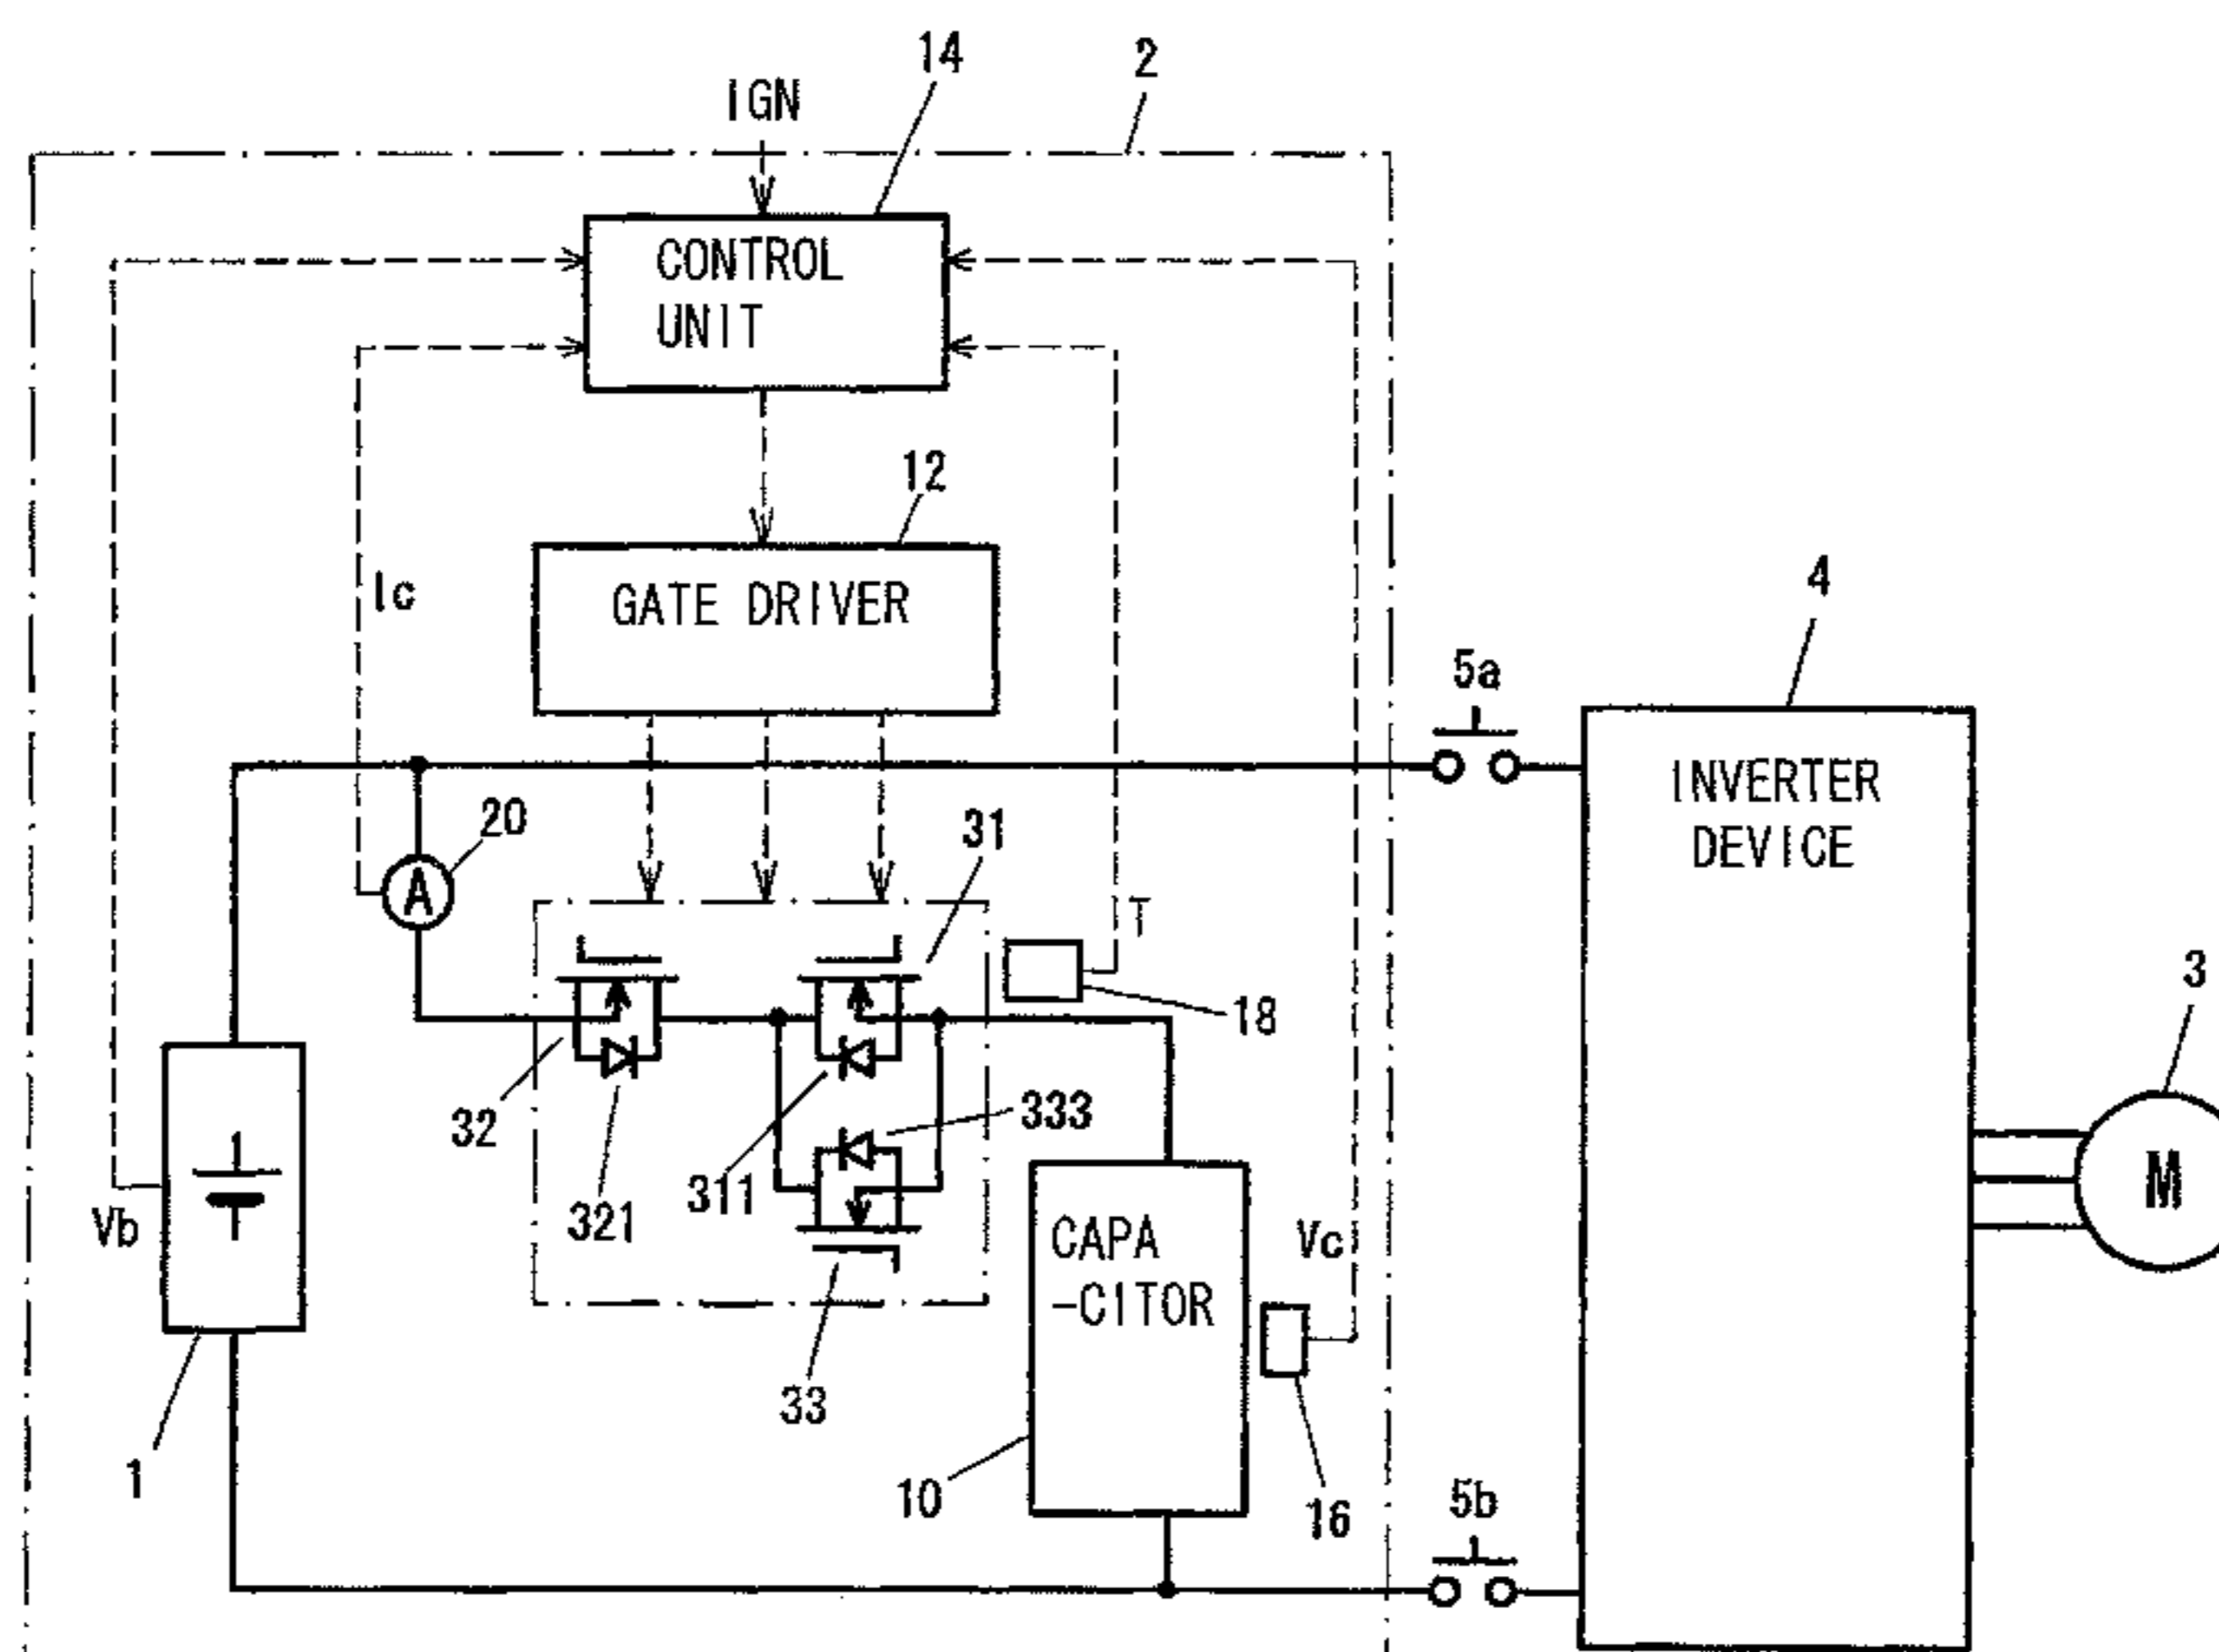 14
2
IGN
CONTROL
UNIT
12
Ic
GATE DRIVER
4
5a
INVERTER
DEVICE
20
31
A
T
3
18
32
333
M
311
321
Vb
CAPA
-CITOR
Vc
33
1
10
16
5b